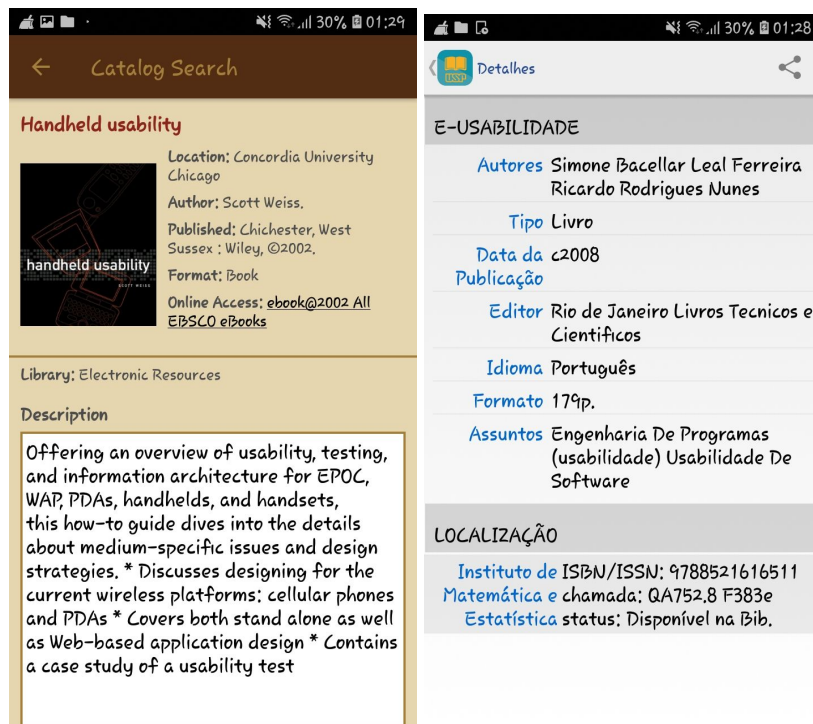 30% 01:29
Catalog Search
Handheld usability
handheld usability
SCOTT WEISS
Location: Concordia University
Chicago
Author: Scott Weiss.
Published: Chichester, West
Sussex : Wiley, ©2002.
Format: Book
Online Access: ebook@2002 All
EBSCO eBooks
Library: Electronic Resources
Description
Offering an overview of usability, testing,
and information architecture for EPOC,
WAP, PDAs, handhelds, and handsets,
this how-to guide dives into the details
about medium-specific issues and design
strategies. * Discusses designing for the
current wireless platforms: cellular phones
and PDAs * Covers both stand alone as well
as Web-based application design * Contains
a case study of a usability test
30% 01:28
ISSP
Detalhes
E-USABILIDADE
Autores Simone Bacellar Leal Ferreira
Ricardo Rodrigues Nunes
Tipo Livro
Data da c2008
Publicação
Editor Rio de Janeiro Livros Tecnicos e
Cientificos
Idioma Português
Formato 179p.
Assuntos Engenharia De Programas
(usabilidade) Usabilidade De
Software
LOCALIZAÇÃO
Instituto de ISBN/ISSN: 9788521616511
Matemática e chamada: QA752.8 F383e
Estatística status: Disponível na Bib.